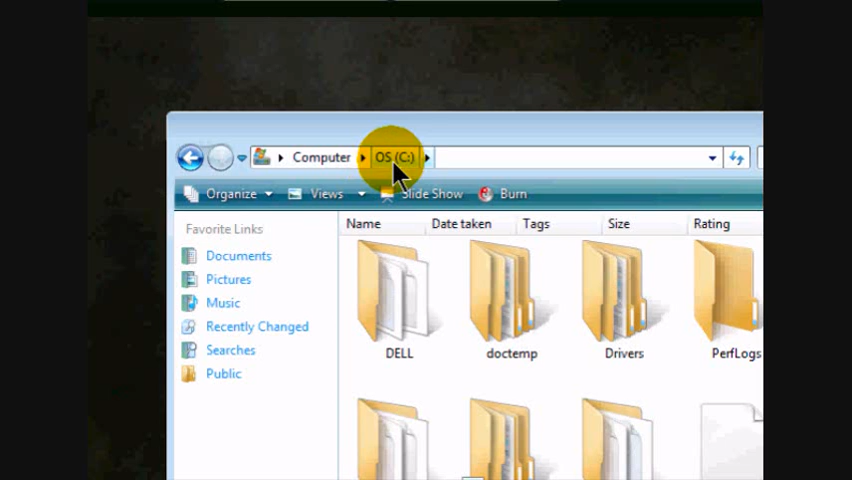 Computer OS (C:)
Organize Views Slide Show Burn
Favorite Links
Documents
Pictures
Music
Recently Changed
Searches
Public
Name Date taken Tags Size Rating
DELL doctemp Drivers PerfLogs